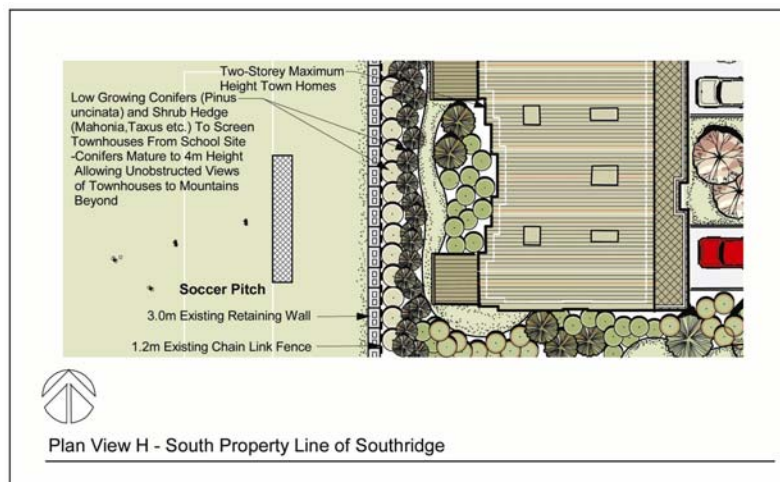 Two-Storey Maximum
Height Town Homes
Low Growing Conifers (Pinus
uncinata) and Shrub Hedge
(Mahonia,Taxus etc.) To Screen
Townhouses From School Site
-Conifers Mature to 4m Height
Allowing Unobstructed Views
of Townhouses to Mountains
Beyond
Soccer Pitch
3.0m Existing Retaining Wall
1.2m Existing Chain Link Fence
Plan View H - South Property Line of Southridge